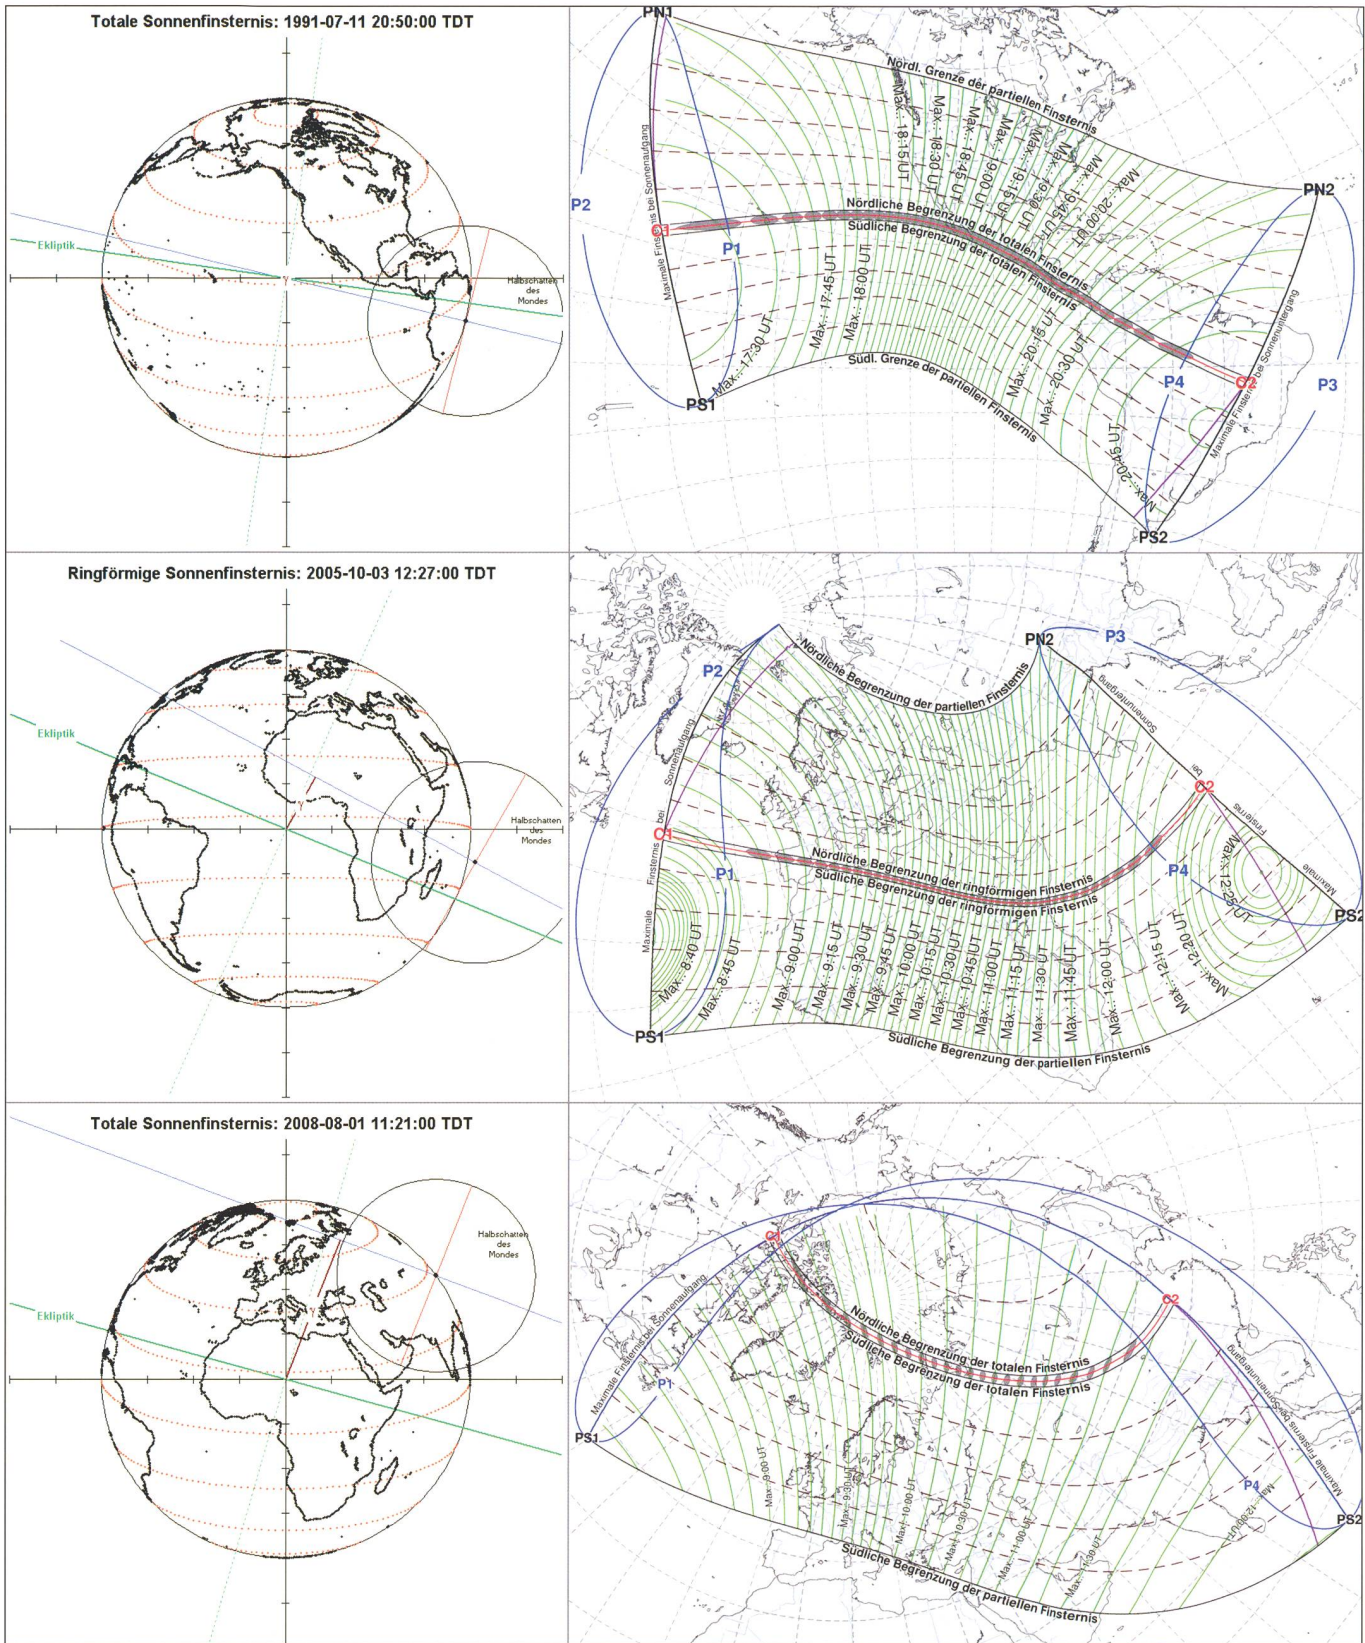 Totale Sonnenfinsternis: 1991-07-11 20:50:00 TDT
Ekliptik
Halbschatten
des
Mondes
PN1
Nördl. Grenze der partiellen Finsternis
Max.: 18:15 UT
Max.: 18:30 UT
Max.: 18:45 UT
Max.: 19:00 UT
Max.: 19:15 UT
Max.: 19:30 UT
Max.: 19:45 UT
Max.: 20:00 UT
PN2
P2
Maximale Finsternis bei Sonnenaufgang
C1
P1
Nördliche Begrenzung der totalen Finsternis
Südliche Begrenzung der totalen Finsternis
Max.: 17:30 UT
Max.: 17:45 UT
Max.: 18:00 UT
Südl. Grenze der partiellen Finsternis
Max.: 20:15 UT
Max.: 20:30 UT
Max.: 20:45 UT
P4
C2
Maximale Finsternis bei Sonnenuntergang
P3
PS1
PS2
Ringförmige Sonnenfinsternis: 2005-10-03 12:27:00 TDT
Ekliptik
Halbschatten
des
Mondes
P2
Nördliche Begrenzung der partiellen Finsternis
PN2
P3
Maximale Finsternis bei Sonnenaufgang
C1
P1
Nördliche Begrenzung der ringförmigen Finsternis
Südliche Begrenzung der ringförmigen Finsternis
C2
P4
Maximale Finsternis bei Sonnenuntergang
Max.: 8:40 UT
Max.: 8:45 UT
Max.: 9:00 UT
Max.: 9:15 UT
Max.: 9:30 UT
Max.: 9:45 UT
Max.: 10:00 UT
Max.: 10:15 UT
Max.: 10:30 UT
Max.: 10:45 UT
Max.: 11:00 UT
Max.: 11:15 UT
Max.: 11:30 UT
Max.: 11:45 UT
Max.: 12:00 UT
Max.: 12:15 UT
Max.: 12:20 UT
Max.: 12:25 UT
PS1
PS2
Südliche Begrenzung der partiellen Finsternis
Totale Sonnenfinsternis: 2008-08-01 11:21:00 TDT
Ekliptik
Halbschatten
des
Mondes
C1
Maximale Finsternis bei Sonnenaufgang
P1
PS1
Nördliche Begrenzung der totalen Finsternis
Südliche Begrenzung der totalen Finsternis
C2
Maximale Finsternis bei Sonnenuntergang
P4
PS2
Max.: 9:00 UT
Max.: 9:30 UT
Max.: 10:00 UT
Max.: 10:30 UT
Max.: 11:00 UT
Max.: 11:30 UT
Max.: 12:00 UT
Südliche Begrenzung der partiellen Finsternis